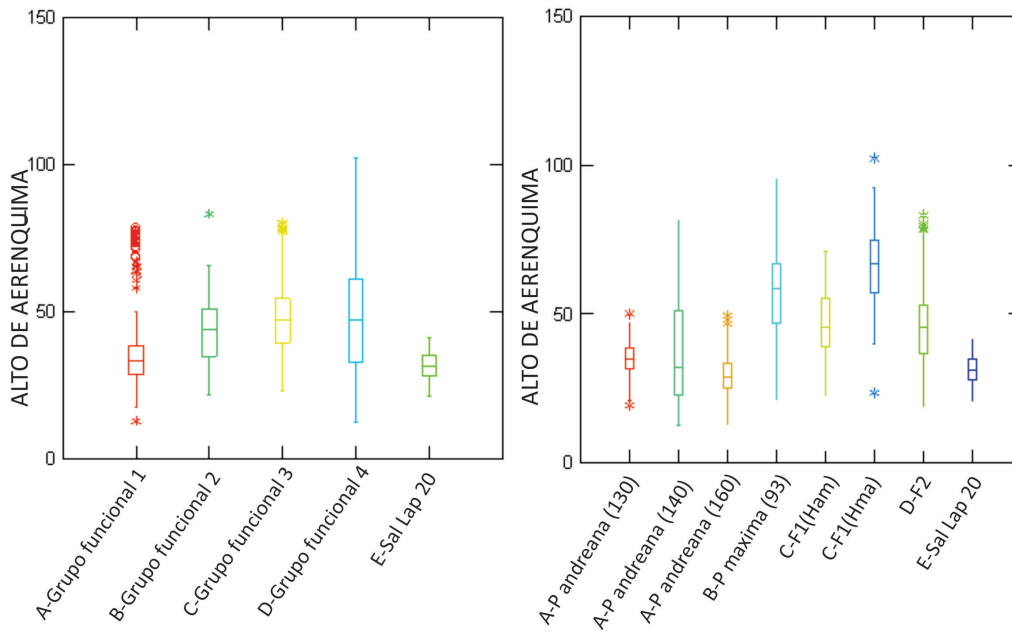 150
100
50
0
ALTO DE AERENQUIMA
A-Grupo funcional 1
B-Grupo funcional 2
C-Grupo funcional 3
D-Grupo funcional 4
E-Sal Lap 20
150
100
50
0
ALTO DE AERENQUIMA
A-P andreana (130)
A-P andreana (140)
A-P andreana (160)
B-P maxima (93)
C-F1(Ham)
C-F1(Hma)
D-F2
E-Sal Lap 20